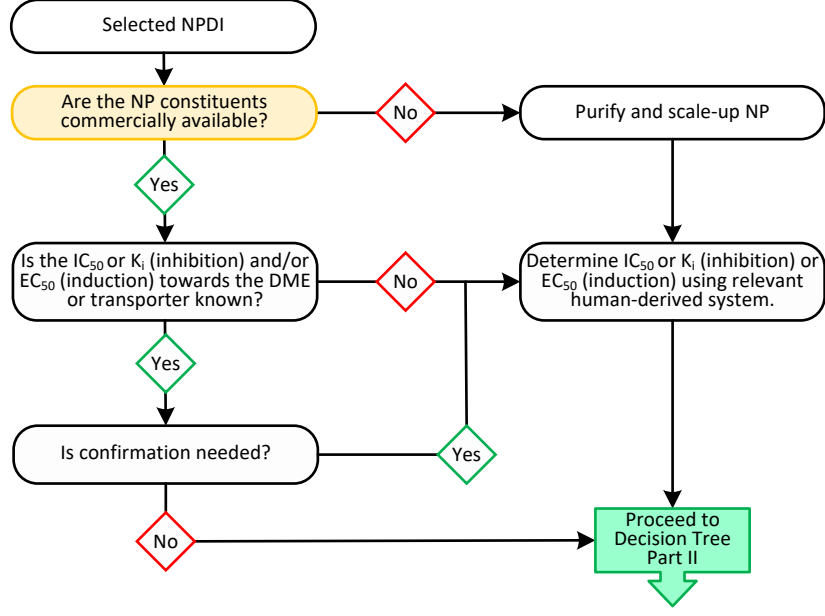 Selected NPDI
Are the NP constituents
commercially available?
No
Purify and scale-up NP
Yes
Is the IC50 or Ki (inhibition) and/or
EC50 (induction) towards the DME
or transporter known?
No
Determine IC50 or Ki (inhibition) or
EC50 (induction) using relevant
human-derived system.
Yes
Is confirmation needed?
Yes
No
Proceed to
Decision Tree
Part II